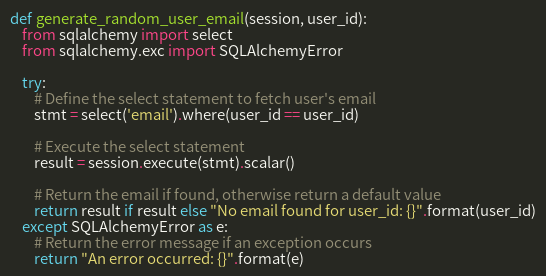 def generate_random_user_email(session, user_id):
    from sqlalchemy import select
    from sqlalchemy.exc import SQLAlchemyError

    try:
        # Define the select statement to fetch user's email
        stmt = select('email').where(user_id == user_id)

        # Execute the select statement
        result = session.execute(stmt).scalar()

        # Return the email if found, otherwise return a default value
        return result if result else "No email found for user_id: {}".format(user_id)
    except SQLAlchemyError as e:
        # Return the error message if an exception occurs
        return "An error occurred: {}".format(e)